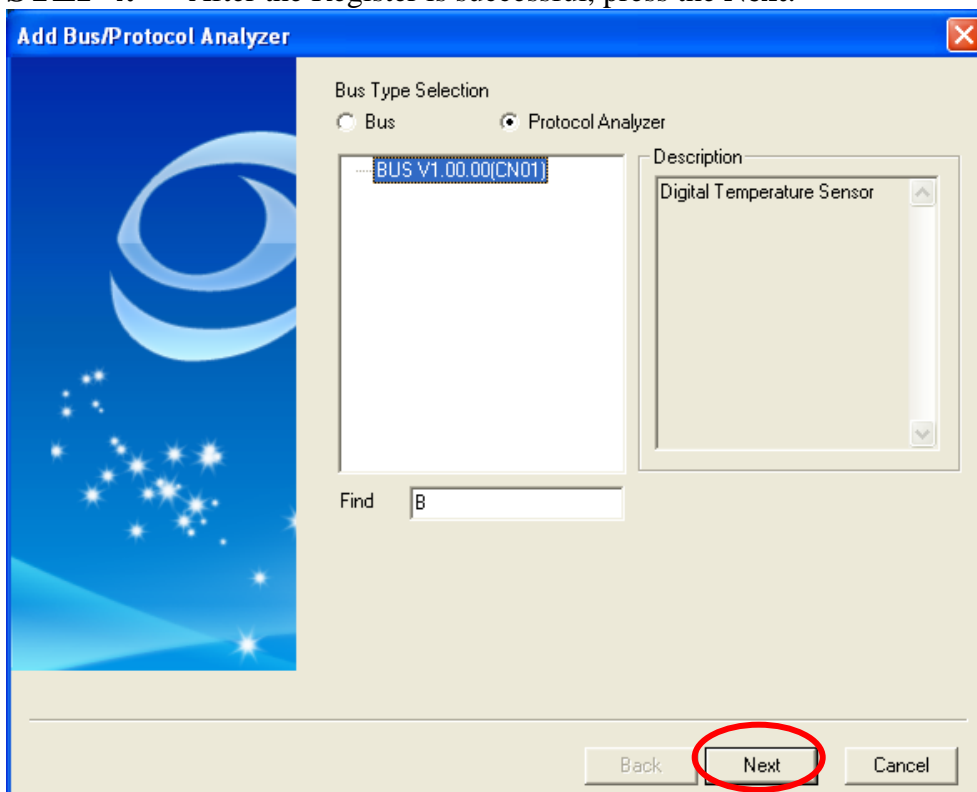 After the Register is successful, press the Next.
Add Bus/Protocol Analyzer
Bus Type Selection
Bus
Protocol Analyzer
BUS V1.00.00(CN01)
Description
Digital Temperature Sensor
Find
B
Back
Next
Cancel